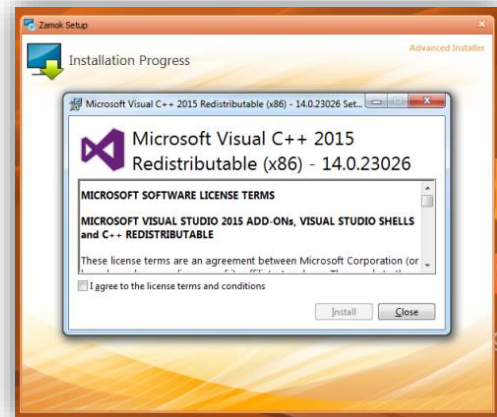 Zamok Setup
Advanced Installer
Installation Progress
Microsoft Visual C++ 2015 Redistributable (x86) - 14.0.23026 Set...
Microsoft Visual C++ 2015
Redistributable (x86) - 14.0.23026
MICROSOFT SOFTWARE LICENSE TERMS
MICROSOFT VISUAL STUDIO 2015 ADD-ONs, VISUAL STUDIO SHELLS
and C++ REDISTRIBUTABLE
These license terms are an agreement between Microsoft Corporation (or
I agree to the license terms and conditions
Install
Close